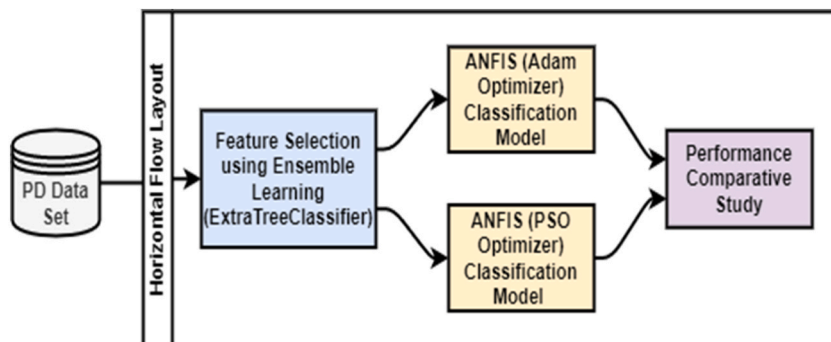 PD Data
Set
Horizontal Flow Layout
Feature Selection
using Ensemble
Learning
(ExtraTreeClassifier)
ANFIS (Adam
Optimizer)
Classification
Model
ANFIS (PSO
Optimizer)
Classification
Model
Performance
Comparative
Study